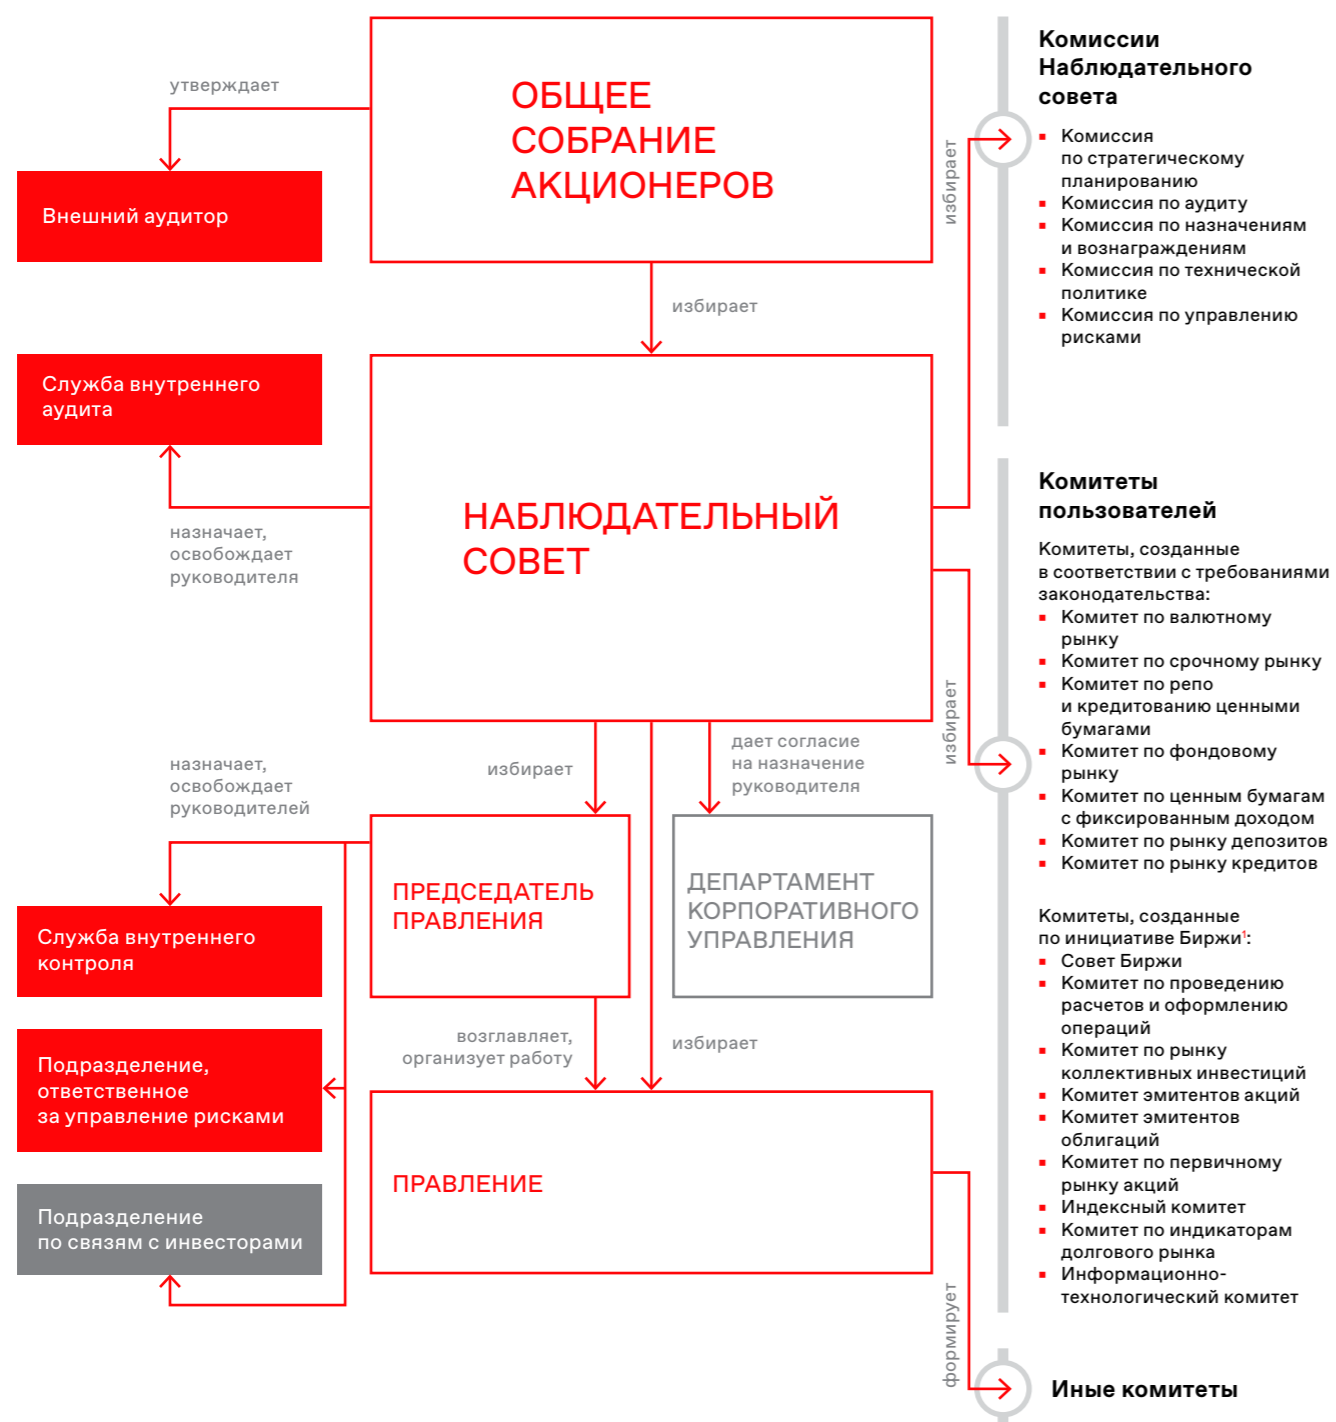 утверждает
ОБЩЕЕ
СОБРАНИЕ
АКЦИОНЕРОВ
Внешний аудитор
избирает
избирает
Служба внутреннего
аудита
назначает,
освобождает
руководителя
НАБЛЮДАТЕЛЬНЫЙ
СОВЕТ
избирает
назначает,
освобождает
руководителей
избирает
дает согласие
на назначение
руководителя
ПРЕДСЕДАТЕЛЬ
ПРАВЛЕНИЯ
ДЕПАРТАМЕНТ
КОРПОРАТИВНОГО
УПРАВЛЕНИЯ
Служба внутреннего
контроля
возглавляет,
организует работу
избирает
Подразделение,
ответственное
за управление рисками
ПРАВЛЕНИЕ
Подразделение
по связям с инвесторами
формирует
Комиссии
Наблюдательного
совета
▪ Комиссия
по стратегическому
планированию
▪ Комиссия по аудиту
▪ Комиссия по назначениям
и вознаграждениям
▪ Комиссия по технической
политике
▪ Комиссия по управлению
рисками
Комитеты
пользователей
Комитеты, созданные
в соответствии с требованиями
законодательства:
▪ Комитет по валютному
рынку
▪ Комитет по срочному рынку
▪ Комитет по репо
и кредитованию ценными
бумагами
▪ Комитет по фондовому
рынку
▪ Комитет по ценным бумагам
с фиксированным доходом
▪ Комитет по рынку депозитов
▪ Комитет по рынку кредитов
Комитеты, созданные
по инициативе Биржи¹:
▪ Совет Биржи
▪ Комитет по проведению
расчетов и оформлению
операций
▪ Комитет по рынку
коллективных инвестиций
▪ Комитет эмитентов акций
▪ Комитет эмитентов
облигаций
▪ Комитет по первичному
рынку акций
▪ Индексный комитет
▪ Комитет по индикаторам
долгового рынка
▪ Информационно-
технологический комитет
Иные комитеты